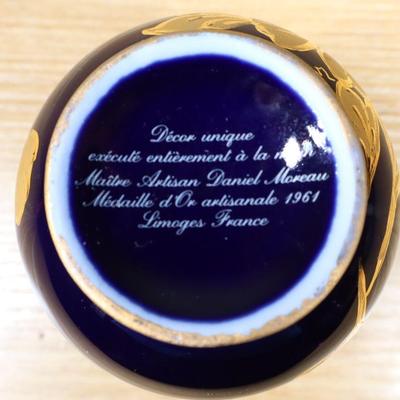 Décor unique
exécuté entièrement à la
Maître Artisan Daniel Moreau
Médaille d'Or artisanale 1961
Limoges France